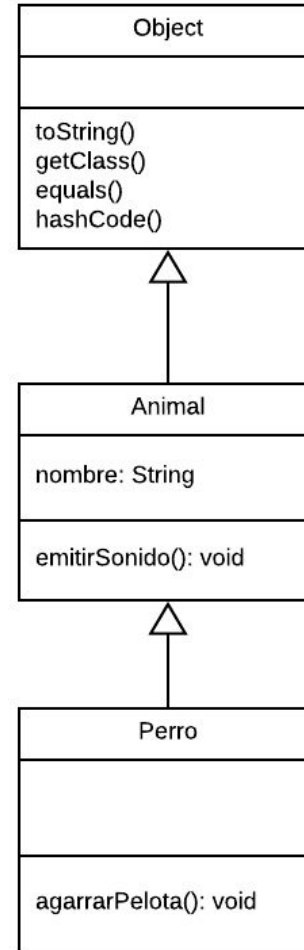 Object
toString()
getClass()
equals()
hashCode()
Animal
nombre: String
emitirSonido(): void
Perro
agarrarPelota(): void